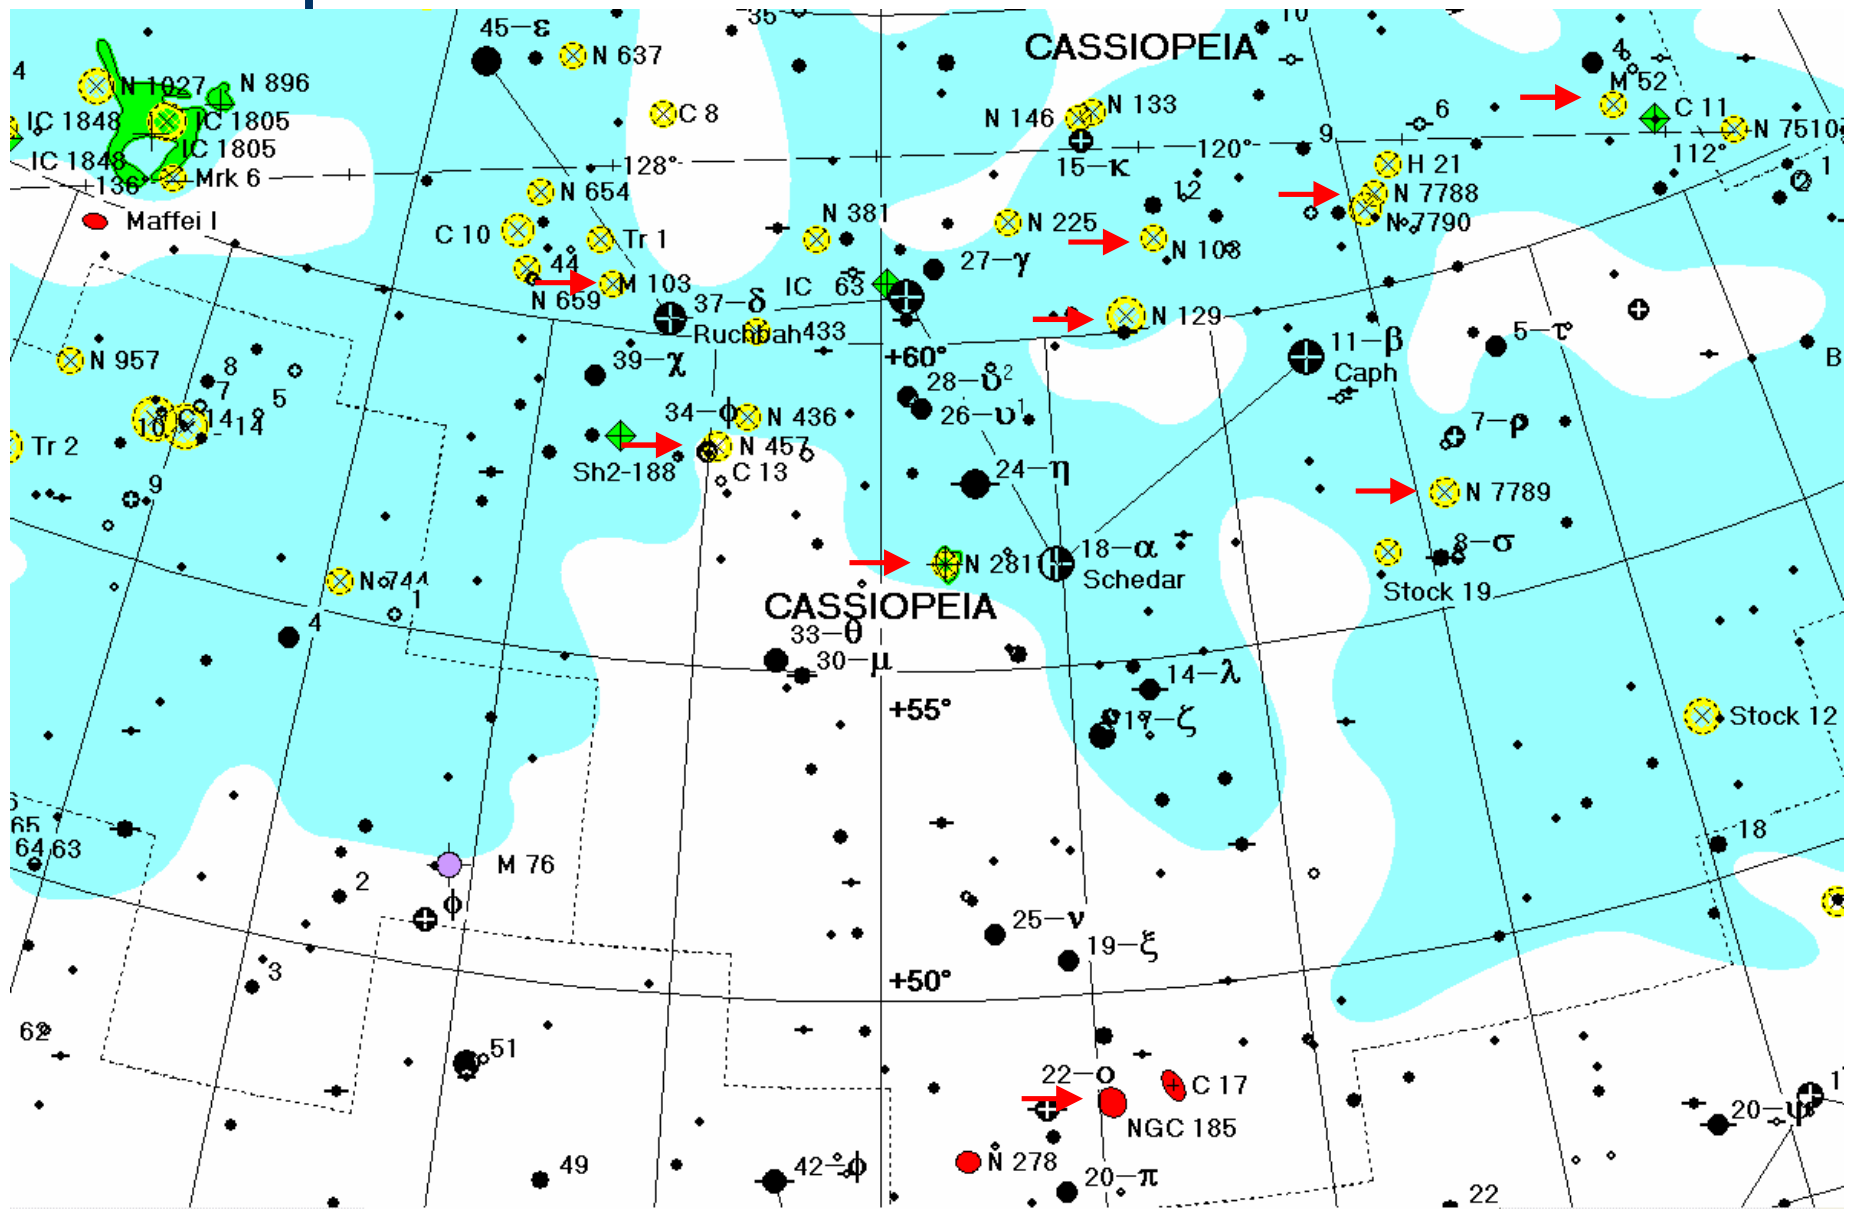 35
10
CASSIOPEIA
45-ε
N 637
4
4
M 52
N 1027
N 896
C 8
N 146
N 133
6
C 11
IC 1848
IC 1805
9
N 7510
IC 1848
IC 1805
128°
15-κ
120°
H 21
112°
136°
Mrk 6
N 654
12
N 7788
1
2
Maffei I
C 10
Tr 1
N 381
N 225
N 103
N 7790
44
27-γ
N 659
M 103
IC 63
37-δ
Ruchbah
433
N 129
+60°
11-β
Caph
5-τ
B
N 957
8
7
5
39-χ
28-υ²
26-υ¹
34-φ
N 436
7-ρ
10
C 14
14
Tr 2
N 457
Sh2-188
C 13
24-η
N 7789
9
18-α
Schedar
8-σ
N 281
N 744
1
Stock 19
CASSIOPEIA
4
33-θ
30-μ
14-λ
+55°
17-ζ
Stock 12
65
64 63
18
M 76
2
φ
25-ν
19-ξ
3
+50°
62
51
22-ο
C 17
NGC 185
20-ψ
1
N 278
49
42-φ
20-π
22